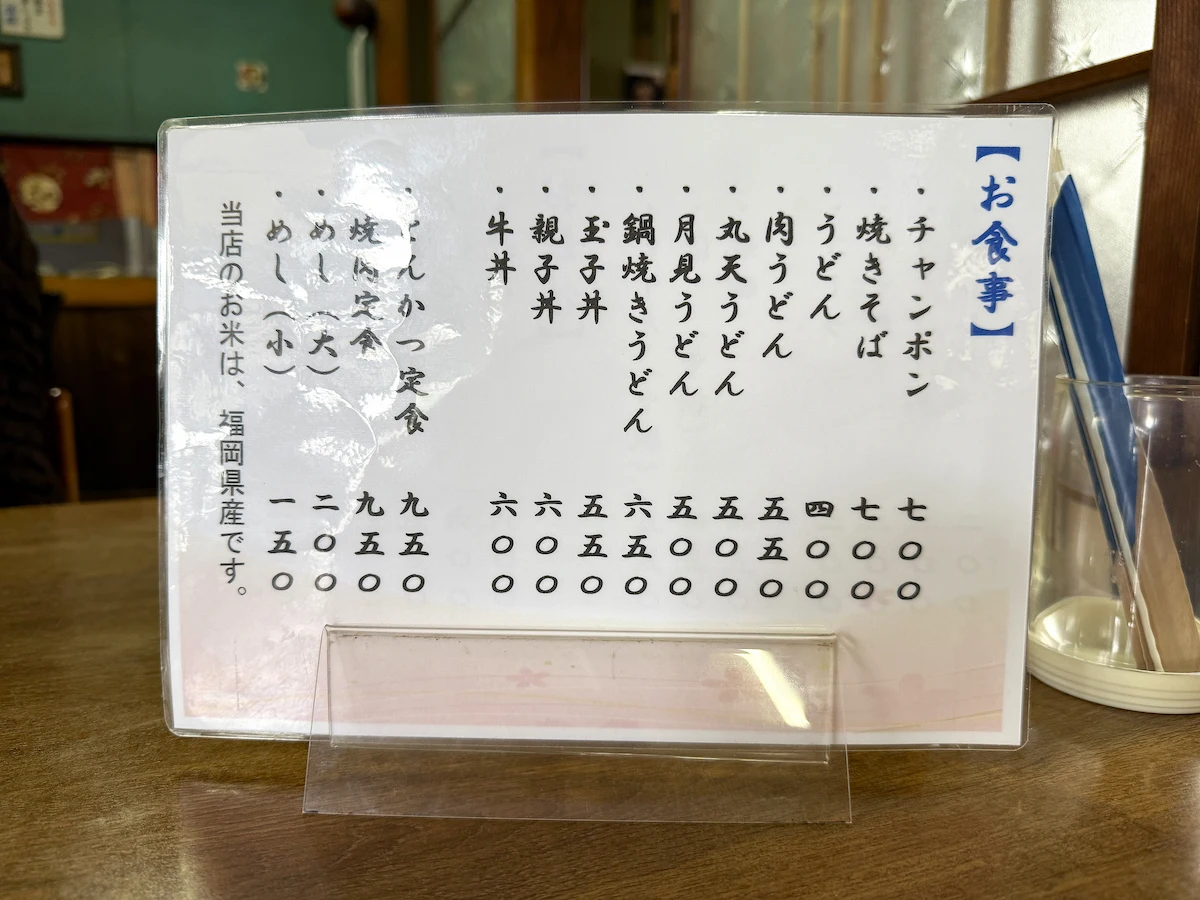 【お食事】
・チャンポン 七〇〇
・焼きそば 七〇〇
・うどん 四〇〇
・肉うどん 五五〇
・丸天うどん 五〇〇
・月見うどん 五〇〇
・鍋焼きうどん 六五〇
・玉子丼 五五〇
・親子丼 六〇〇
・牛丼 六〇〇
・とんかつ定食 九五〇
焼肉定食 九五〇
・めし(大) 二〇〇
・めし(小) 一五〇
当店のお米は、福岡県産です。